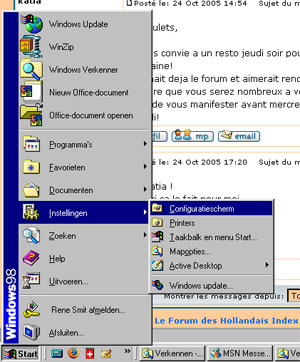 katia
Posté le: 24 Oct 2005 14:54 Sujet du m
ulets,
s convie a un resto jeudi soir pou
aine!
nait deja le forum et aimerait renc
re que vous serez nombreux a v
de vous manifester avant mercre
i!
fil mp email
le: 24 Oct 2005 17:20 Sujet du m
atia !
Montrer les messages depuis: To
Le Forum des Hollandais Index
Windows Update
WinZip
Windows Verkenner
Nieuw Office-document
Office-document openen
Programma's
Favorieten
Documenten
Instellingen
Zoeken
Help
Uitvoeren...
Rene Smit afmelden...
Afsluiten...
Windows98
Configuratiescherm
Printers
Taakbalk en menu Start...
Mapopties...
Active Desktop
Windows update...
Start
Verkennen - ...
MSN Messe...
Vo